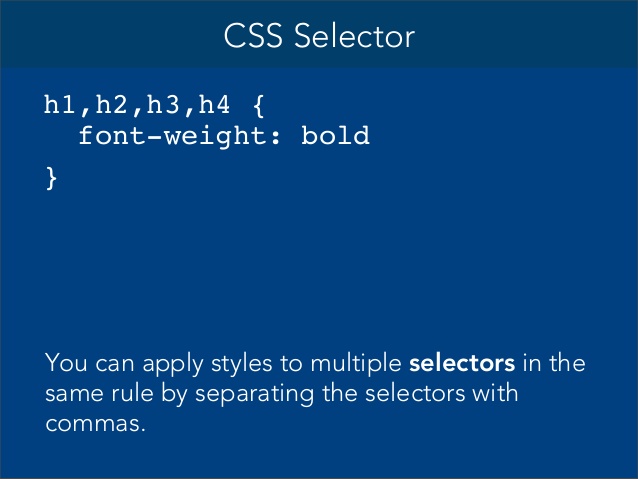 CSS Selector
h1,h2,h3,h4 {
  font-weight: bold
}
You can apply styles to multiple selectors in the
same rule by separating the selectors with
commas.